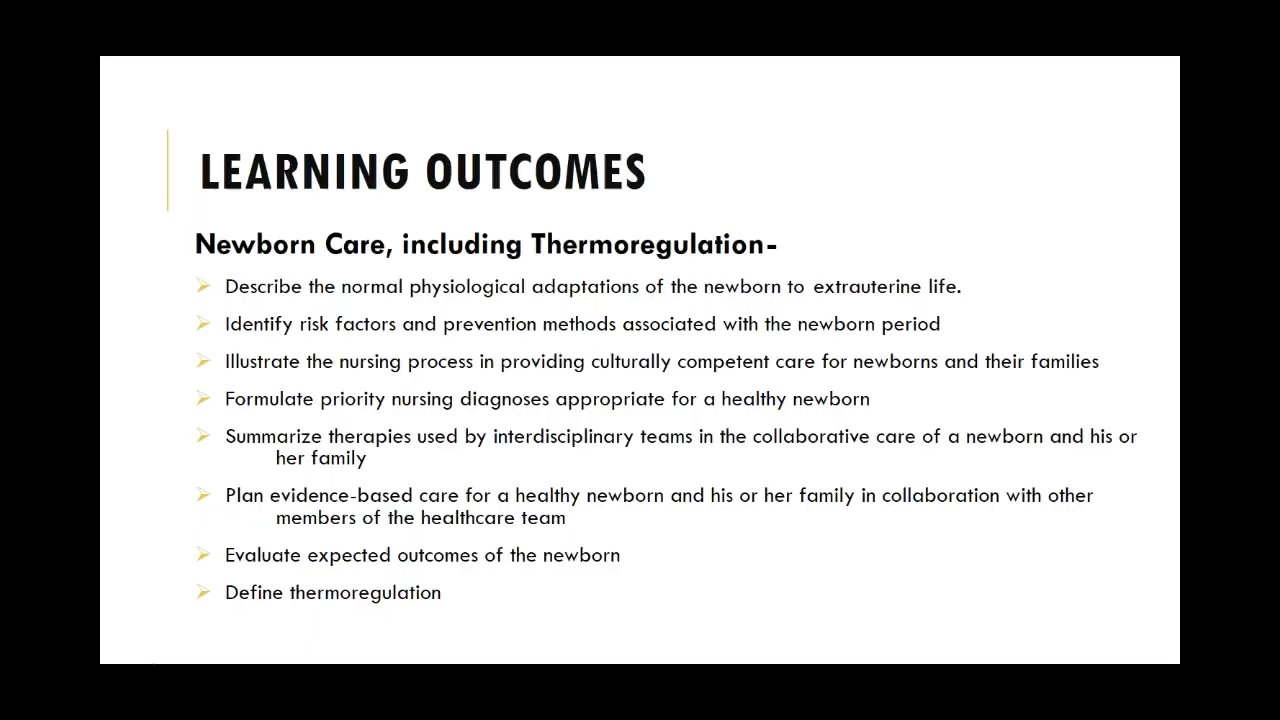 LEARNING OUTCOMES
Newborn Care, including Thermoregulation-
Describe the normal physiological adaptations of the newborn to extrauterine life.
Identify risk factors and prevention methods associated with the newborn period
Illustrate the nursing process in providing culturally competent care for newborns and their families
Formulate priority nursing diagnoses appropriate for a healthy newborn
Summarize therapies used by interdisciplinary teams in the collaborative care of a newborn and his or
her family
Plan evidence-based care for a healthy newborn and his or her family in collaboration with other
members of the healthcare team
Evaluate expected outcomes of the newborn
Define thermoregulation